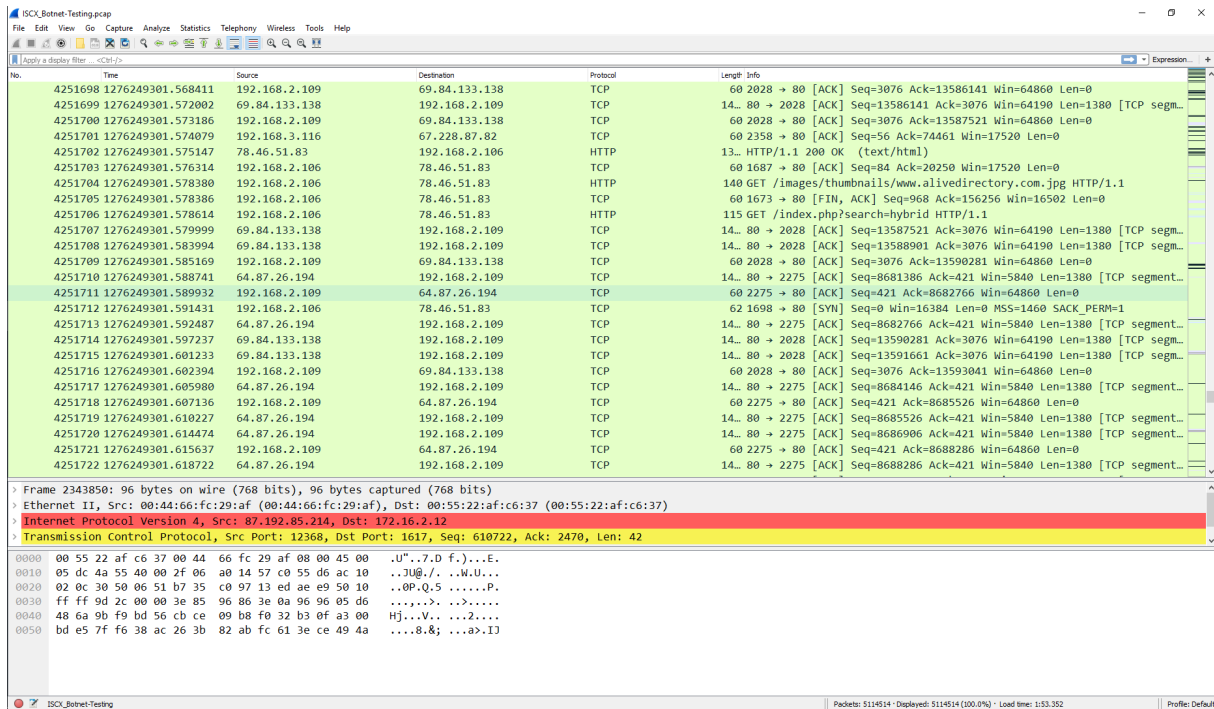 ISCX_Botnet-Testing.pcap
File Edit View Go Capture Analyze Statistics Telephony Wireless Tools Help
Apply a display filter ... <Ctrl-/> Expression... +
No. Time Source Destination Protocol Length Info
4251698 1276249301.568411 192.168.2.109 69.84.133.138 TCP 60 2028 → 80 [ACK] Seq=3076 Ack=13586141 Win=64860 Len=0
4251699 1276249301.572002 69.84.133.138 192.168.2.109 TCP 14… 80 → 2028 [ACK] Seq=13586141 Ack=3076 Win=64190 Len=1380 [TCP segm…
4251700 1276249301.573186 192.168.2.109 69.84.133.138 TCP 60 2028 → 80 [ACK] Seq=3076 Ack=13587521 Win=64860 Len=0
4251701 1276249301.574079 192.168.3.116 67.228.87.82 TCP 60 2358 → 80 [ACK] Seq=56 Ack=74461 Win=17520 Len=0
4251702 1276249301.575147 78.46.51.83 192.168.2.106 HTTP 13… HTTP/1.1 200 OK (text/html)
4251703 1276249301.576314 192.168.2.106 78.46.51.83 TCP 60 1687 → 80 [ACK] Seq=84 Ack=20250 Win=17520 Len=0
4251704 1276249301.578380 192.168.2.106 78.46.51.83 HTTP 140 GET /images/thumbnails/www.alivedirectory.com.jpg HTTP/1.1
4251705 1276249301.578386 192.168.2.106 78.46.51.83 TCP 60 1673 → 80 [FIN, ACK] Seq=968 Ack=156256 Win=16502 Len=0
4251706 1276249301.578614 192.168.2.106 78.46.51.83 HTTP 115 GET /index.php?search=hybrid HTTP/1.1
4251707 1276249301.579999 69.84.133.138 192.168.2.109 TCP 14… 80 → 2028 [ACK] Seq=13587521 Ack=3076 Win=64190 Len=1380 [TCP segm…
4251708 1276249301.583994 69.84.133.138 192.168.2.109 TCP 14… 80 → 2028 [ACK] Seq=13588901 Ack=3076 Win=64190 Len=1380 [TCP segm…
4251709 1276249301.585169 192.168.2.109 69.84.133.138 TCP 60 2028 → 80 [ACK] Seq=3076 Ack=13590281 Win=64860 Len=0
4251710 1276249301.588741 64.87.26.194 192.168.2.109 TCP 14… 80 → 2275 [ACK] Seq=8681386 Ack=421 Win=5840 Len=1380 [TCP segment…
4251711 1276249301.589932 192.168.2.109 64.87.26.194 TCP 60 2275 → 80 [ACK] Seq=421 Ack=8682766 Win=64860 Len=0
4251712 1276249301.591431 192.168.2.106 78.46.51.83 TCP 62 1698 → 80 [SYN] Seq=0 Win=16384 Len=0 MSS=1460 SACK_PERM=1
4251713 1276249301.592487 64.87.26.194 192.168.2.109 TCP 14… 80 → 2275 [ACK] Seq=8682766 Ack=421 Win=5840 Len=1380 [TCP segment…
4251714 1276249301.597237 69.84.133.138 192.168.2.109 TCP 14… 80 → 2028 [ACK] Seq=13590281 Ack=3076 Win=64190 Len=1380 [TCP segm…
4251715 1276249301.601233 69.84.133.138 192.168.2.109 TCP 14… 80 → 2028 [ACK] Seq=13591661 Ack=3076 Win=64190 Len=1380 [TCP segm…
4251716 1276249301.602394 192.168.2.109 69.84.133.138 TCP 60 2028 → 80 [ACK] Seq=3076 Ack=13593041 Win=64860 Len=0
4251717 1276249301.605980 64.87.26.194 192.168.2.109 TCP 14… 80 → 2275 [ACK] Seq=8684146 Ack=421 Win=5840 Len=1380 [TCP segment…
4251718 1276249301.607136 192.168.2.109 64.87.26.194 TCP 60 2275 → 80 [ACK] Seq=421 Ack=8685526 Win=64860 Len=0
4251719 1276249301.610227 64.87.26.194 192.168.2.109 TCP 14… 80 → 2275 [ACK] Seq=8685526 Ack=421 Win=5840 Len=1380 [TCP segment…
4251720 1276249301.614474 64.87.26.194 192.168.2.109 TCP 14… 80 → 2275 [ACK] Seq=8686906 Ack=421 Win=5840 Len=1380 [TCP segment…
4251721 1276249301.615637 192.168.2.109 64.87.26.194 TCP 60 2275 → 80 [ACK] Seq=421 Ack=8688286 Win=64860 Len=0
4251722 1276249301.618722 64.87.26.194 192.168.2.109 TCP 14… 80 → 2275 [ACK] Seq=8688286 Ack=421 Win=5840 Len=1380 [TCP segment…
> Frame 2343850: 96 bytes on wire (768 bits), 96 bytes captured (768 bits)
> Ethernet II, Src: 00:44:66:fc:29:af (00:44:66:fc:29:af), Dst: 00:55:22:af:c6:37 (00:55:22:af:c6:37)
> Internet Protocol Version 4, Src: 87.192.85.214, Dst: 172.16.2.12
> Transmission Control Protocol, Src Port: 12368, Dst Port: 1617, Seq: 610722, Ack: 2470, Len: 42
0000 00 55 22 af c6 37 00 44 66 fc 29 af 08 00 45 00 .U"..7.D f.)...E.
0010 05 dc 4a 55 40 00 2f 06 a0 14 57 c0 55 d6 ac 10 ..JU@./. ..W.U...
0020 02 0c 30 50 06 51 b7 35 c0 97 13 ed ae e9 50 10 ..0P.Q.5 ......P.
0030 ff ff 9d 2c 00 00 3e 85 96 86 3e 0a 96 96 05 d6 ...,..>. ..>.....
0040 48 6a 9b f9 bd 56 cb ce 09 b8 f0 32 b3 0f a3 00 Hj...V.. ...2....
0050 bd e5 7f f6 38 ac 26 3b 82 ab fc 61 3e ce 49 4a ....8.&; ...a>.IJ
ISCX_Botnet-Testing Packets: 5114514 · Displayed: 5114514 (100.0%) · Load time: 1:53.352 Profile: Default